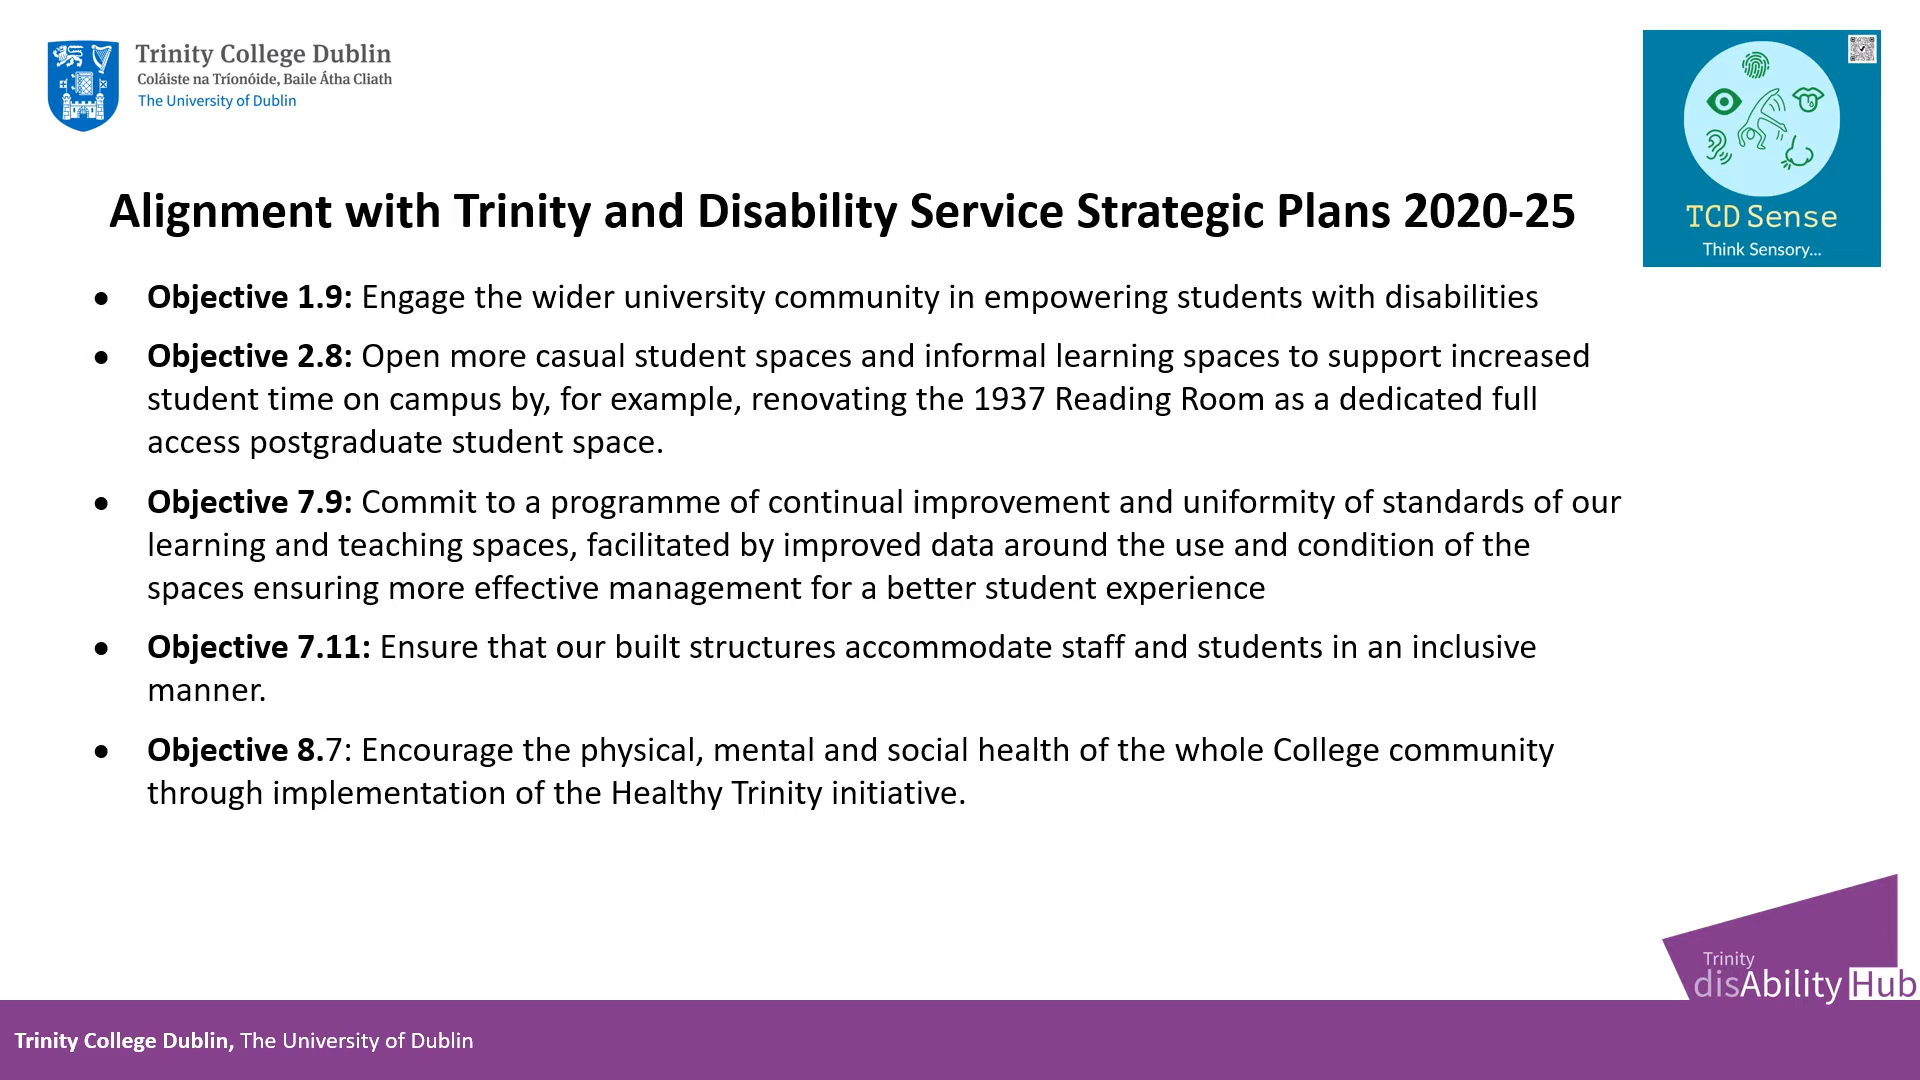 Trinity College Dublin
Coláiste na Tríonóide, Baile Átha Cliath
The University of Dublin
TCD Sense
Think Sensory...
Alignment with Trinity and Disability Service Strategic Plans 2020-25
• Objective 1.9: Engage the wider university community in empowering students with disabilities
• Objective 2.8: Open more casual student spaces and informal learning spaces to support increased
student time on campus by, for example, renovating the 1937 Reading Room as a dedicated full
access postgraduate student space.
• Objective 7.9: Commit to a programme of continual improvement and uniformity of standards of our
learning and teaching spaces, facilitated by improved data around the use and condition of the
spaces ensuring more effective management for a better student experience
• Objective 7.11: Ensure that our built structures accommodate staff and students in an inclusive
manner.
• Objective 8.7: Encourage the physical, mental and social health of the whole College community
through implementation of the Healthy Trinity initiative.
Trinity
disAbility Hub
Trinity College Dublin, The University of Dublin